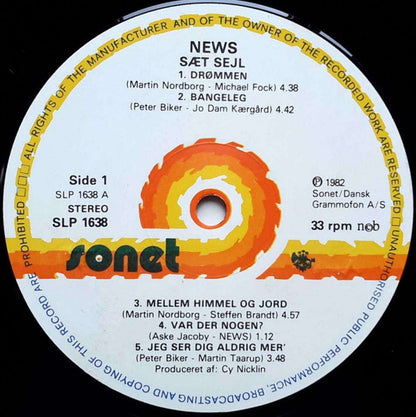 ALL RIGHTS OF THE MANUFACTURER AND OF THE OWNER OF THE RECORDED WORK ARE RESERVED
UNAUTHORISED PUBLIC PERFORMANCE, BROADCASTING AND COPYING OF THIS RECORD ARE PROHIBITED
NEWS
SÆT SEJL
1. DRØMMEN
(Martin Nordborg - Michael Fock) 4.38
2. BANGELEG
(Peter Biker - Jo Dam Kærgård) 4.42
Side 1
SLP 1638 A
STEREO
SLP 1638
℗ 1982
Sonet/Dansk
Grammofon A/S
33 rpm ncb
sonet
3. MELLEM HIMMEL OG JORD
(Martin Nordborg - Steffen Brandt) 4.57
4. VAR DER NOGEN?
(Aske Jacoby - NEWS) 1.12
5. JEG SER DIG ALDRIG MER'
(Peter Biker - Martin Taarup) 3.48
Produceret af: Cy Nicklin